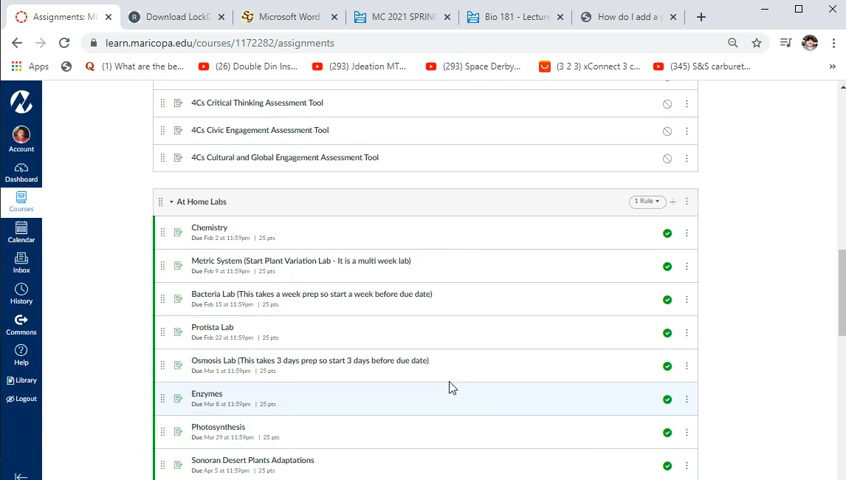 Assignments: M
Download LockD
Microsoft Word
MC 2021 SPRING
Bio 181 - Lecture
How do I add a p
learn.maricopa.edu/courses/1172282/assignments
Apps
(1) What are the be...
(26) Double Din Ins...
(293) Jdeation MT...
(293) Space Derby...
(3 2 3) xConnect 3 c...
(345) S&S carburet...
»
Account
Dashboard
Courses
Calendar
Inbox
History
Commons
Help
Library
Logout
4Cs Critical Thinking Assessment Tool
4Cs Civic Engagement Assessment Tool
4Cs Cultural and Global Engagement Assessment Tool
At Home Labs
1 Rule
Chemistry
Due Feb 2 at 11:59pm | 25 pts
Metric System (Start Plant Variation Lab - It is a multi week lab)
Due Feb 9 at 11:59pm | 25 pts
Bacteria Lab (This takes a week prep so start a week before due date)
Due Feb 15 at 11:59pm | 25 pts
Protista Lab
Due Feb 22 at 11:59pm | 25 pts
Osmosis Lab (This takes 3 days prep so start 3 days before due date)
Due Mar 1 at 11:59pm | 25 pts
Enzymes
Due Mar 8 at 11:59pm | 25 pts
Photosynthesis
Due Mar 29 at 11:59pm | 25 pts
Sonoran Desert Plants Adaptations
Due Apr 5 at 11:59pm | 25 pts